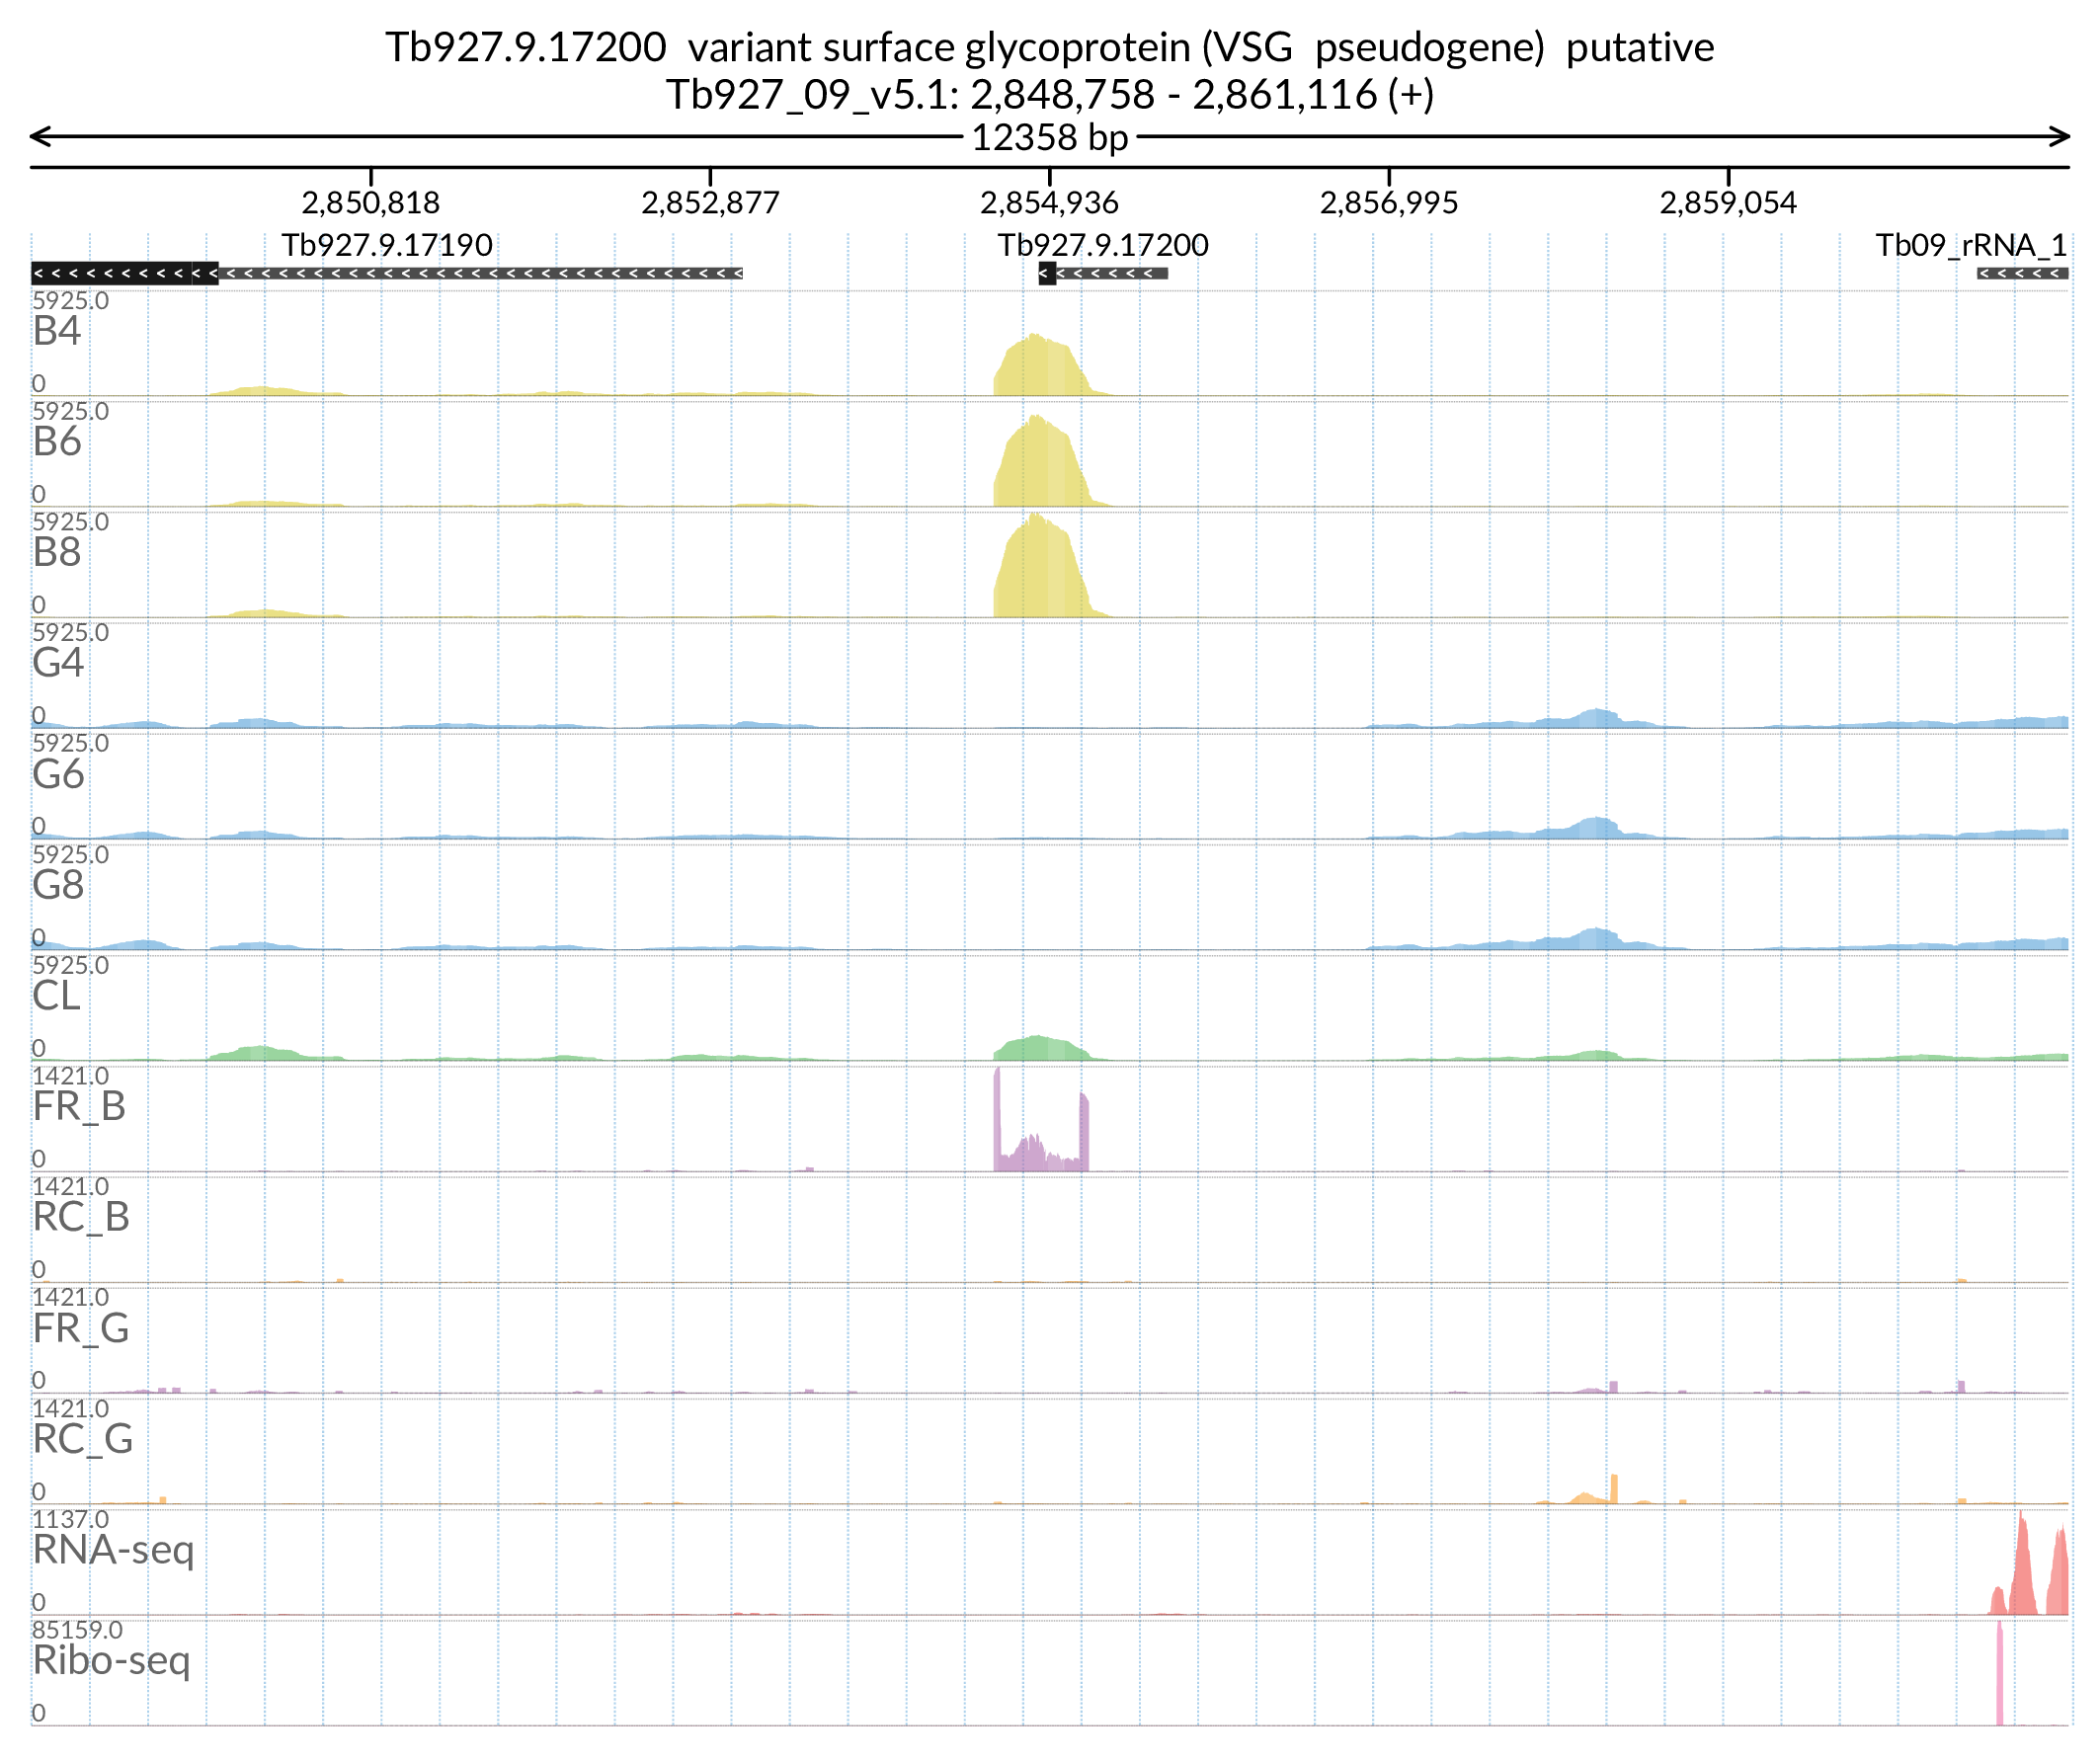 Tb927.9.17200 variant surface glycoprotein (VSG pseudogene) putative
Tb927_09_v5.1: 2,848,758 - 2,861,116 (+)
12358 bp
2,850,818 2,852,877 2,854,936 2,856,995 2,859,054
Tb927.9.17190 Tb927.9.17200 Tb09_rRNA_1
5925.0
B4
0
5925.0
B6
0
5925.0
B8
0
5925.0
G4
0
5925.0
G6
0
5925.0
G8
0
5925.0
CL
0
1421.0
FR_B
0
1421.0
RC_B
0
1421.0
FR_G
0
1421.0
RC_G
0
1137.0
RNA-seq
0
85159.0
Ribo-seq
0